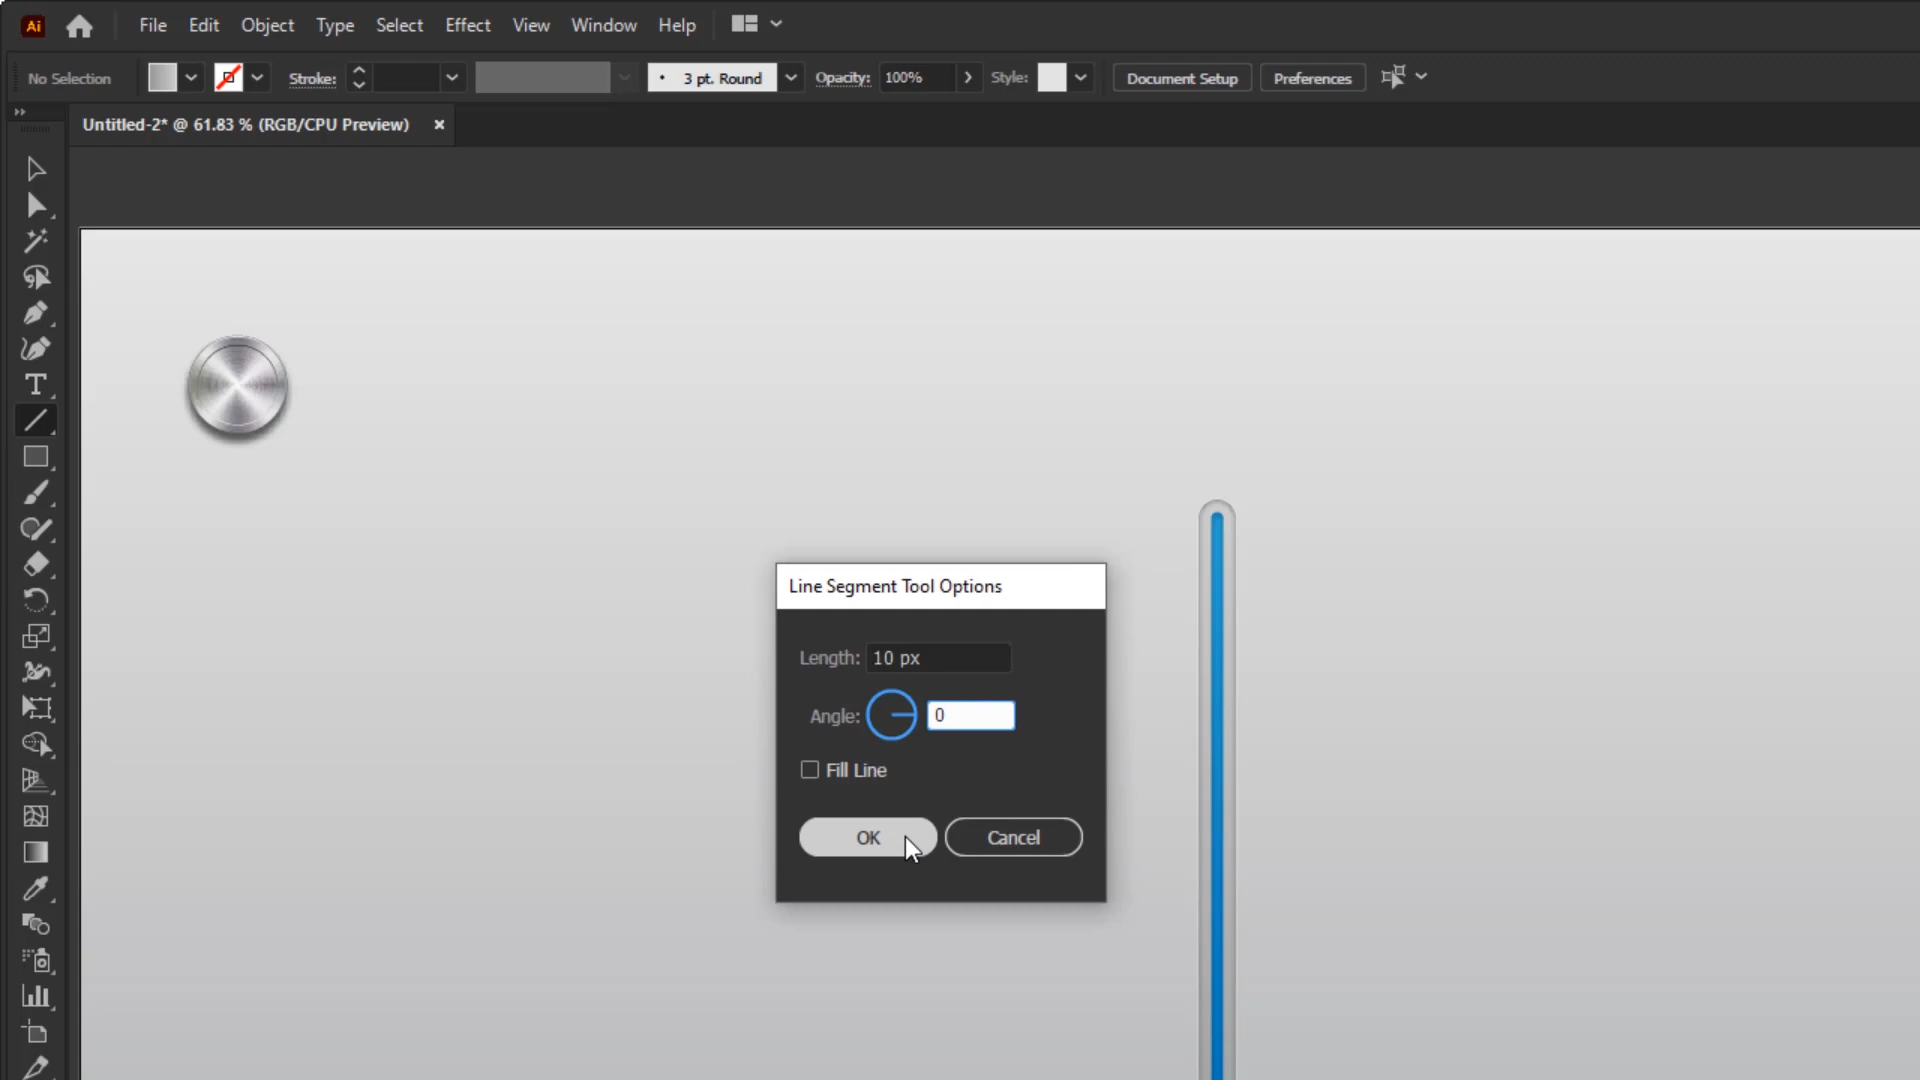 Ai File Edit Object Type Select Effect View Window Help
No Selection Stroke: 3 pt. Round Opacity: 100% Style: Document Setup Preferences
Untitled-2* @ 61.83 % (RGB/CPU Preview)
Line Segment Tool Options
Length: 10 px
Angle: 0
Fill Line
OK Cancel